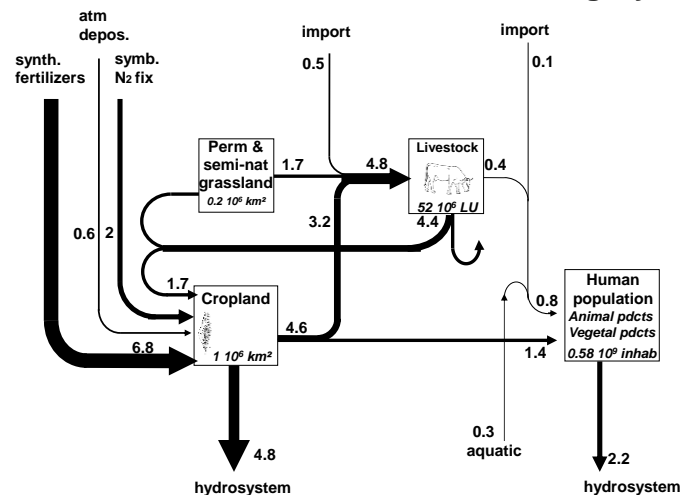 atm
depos.
import
import
synth.
fertilizers
symb.
N2 fix
0.5
0.1
Perm &
semi-nat
grassland
0.2 10⁶ km²
1.7
4.8
Livestock
52 10⁶ LU
0.4
4.4
3.2
0.6
2
1.7
Cropland
1 10⁶ km²
6.8
4.6
0.8
Human
population
Animal pdcts
Vegetal pdcts
0.58 10⁹ inhab
1.4
0.3
aquatic
4.8
2.2
hydrosystem
hydrosystem